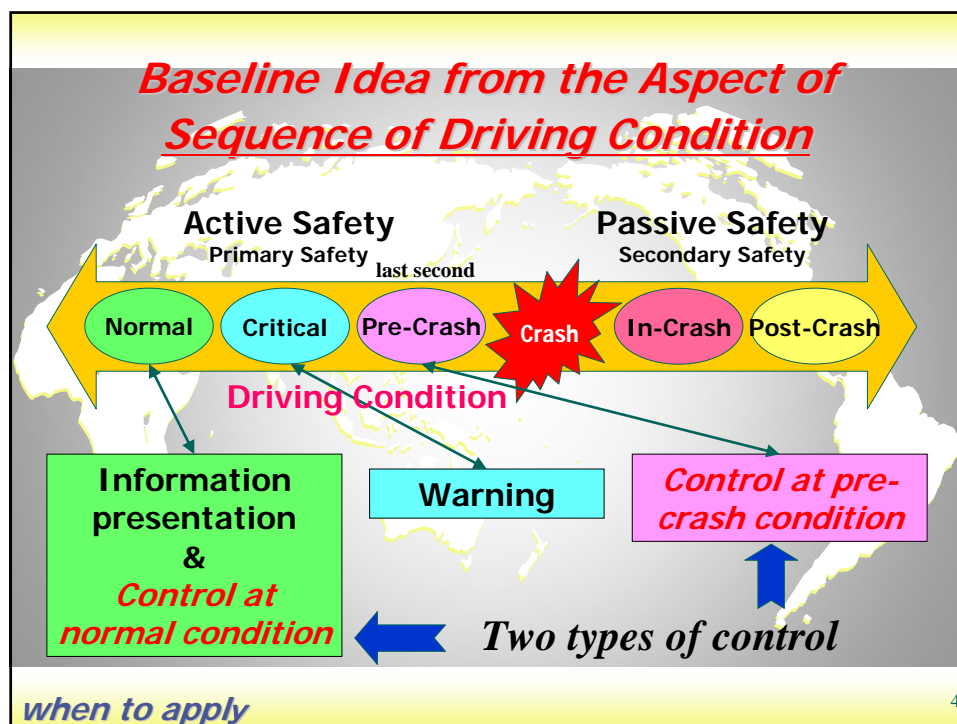 Baseline Idea from the Aspect of
Sequence of Driving Condition
Active Safety
Primary Safety
Passive Safety
Secondary Safety
last second
Normal
Critical
Pre-Crash
Crash
In-Crash
Post-Crash
Driving Condition
Information
presentation
&
Control at
normal condition
Warning
Control at pre-
crash condition
Two types of control
when to apply
4